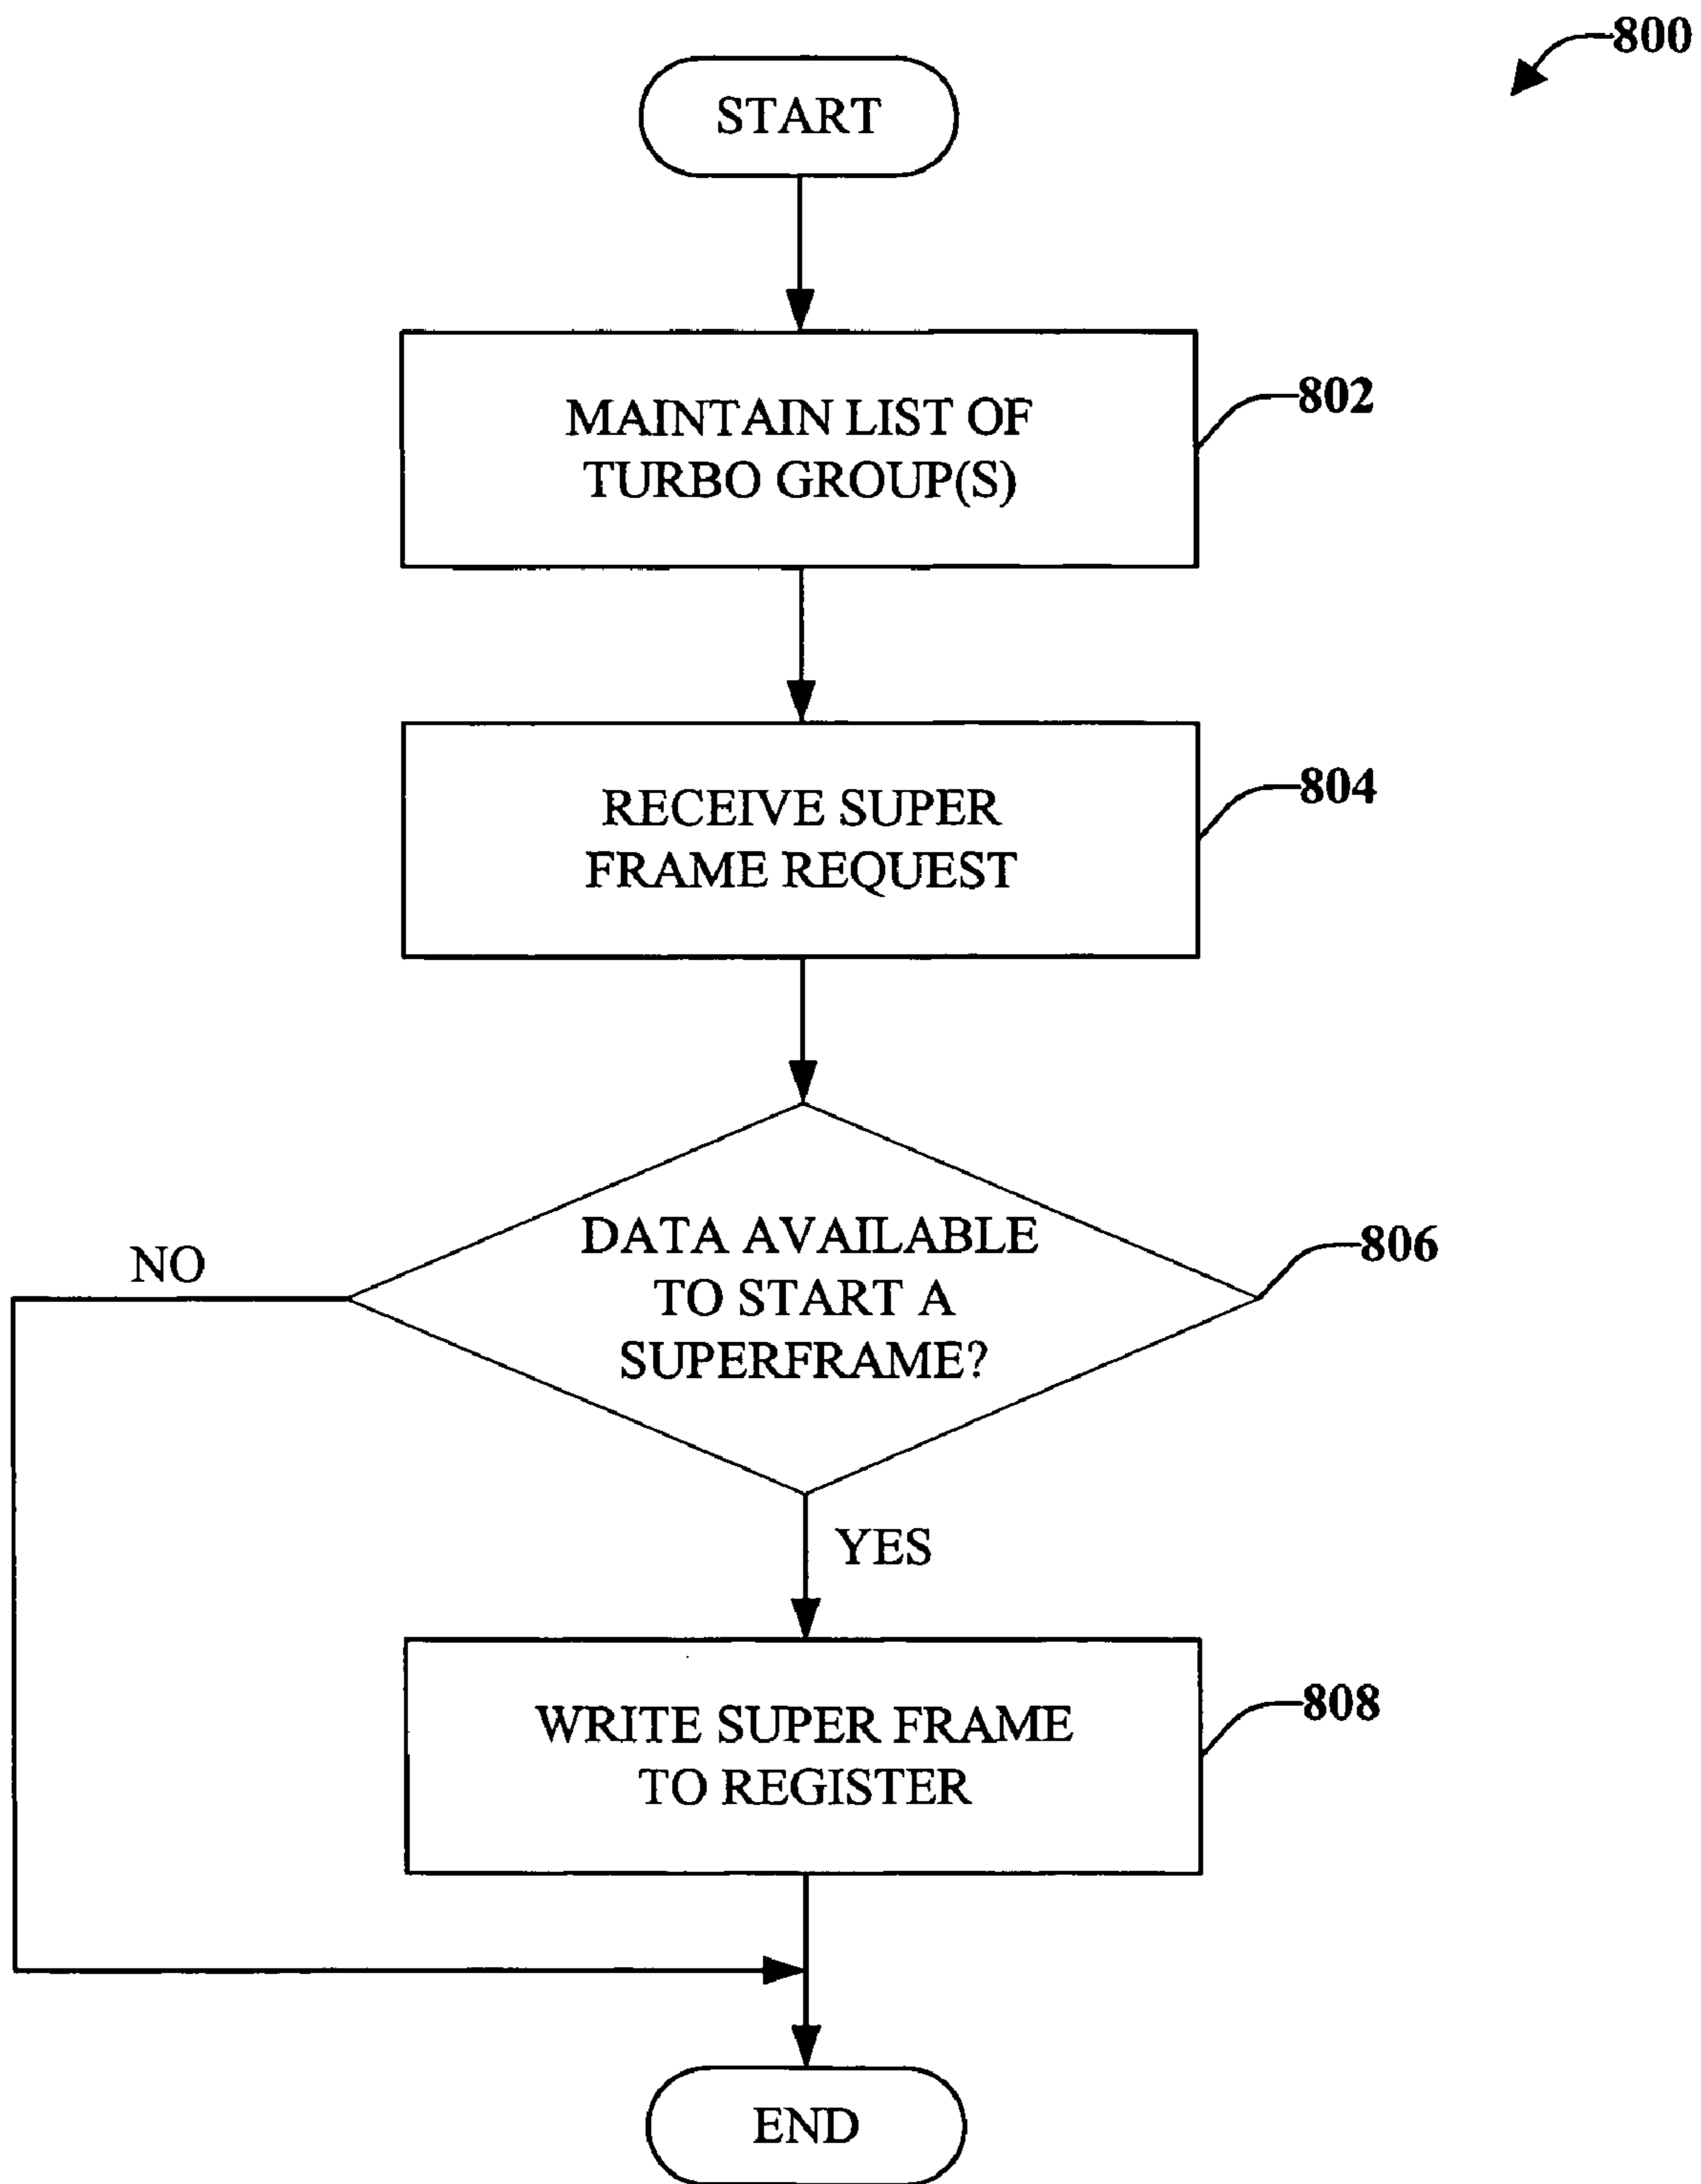 800
START
MAINTAIN LIST OF
TURBO GROUP(S)
802
RECEIVE SUPER
FRAME REQUEST
804
DATA AVAILABLE
TO START A
SUPERFRAME?
806
NO
YES
WRITE SUPER FRAME
TO REGISTER
808
END